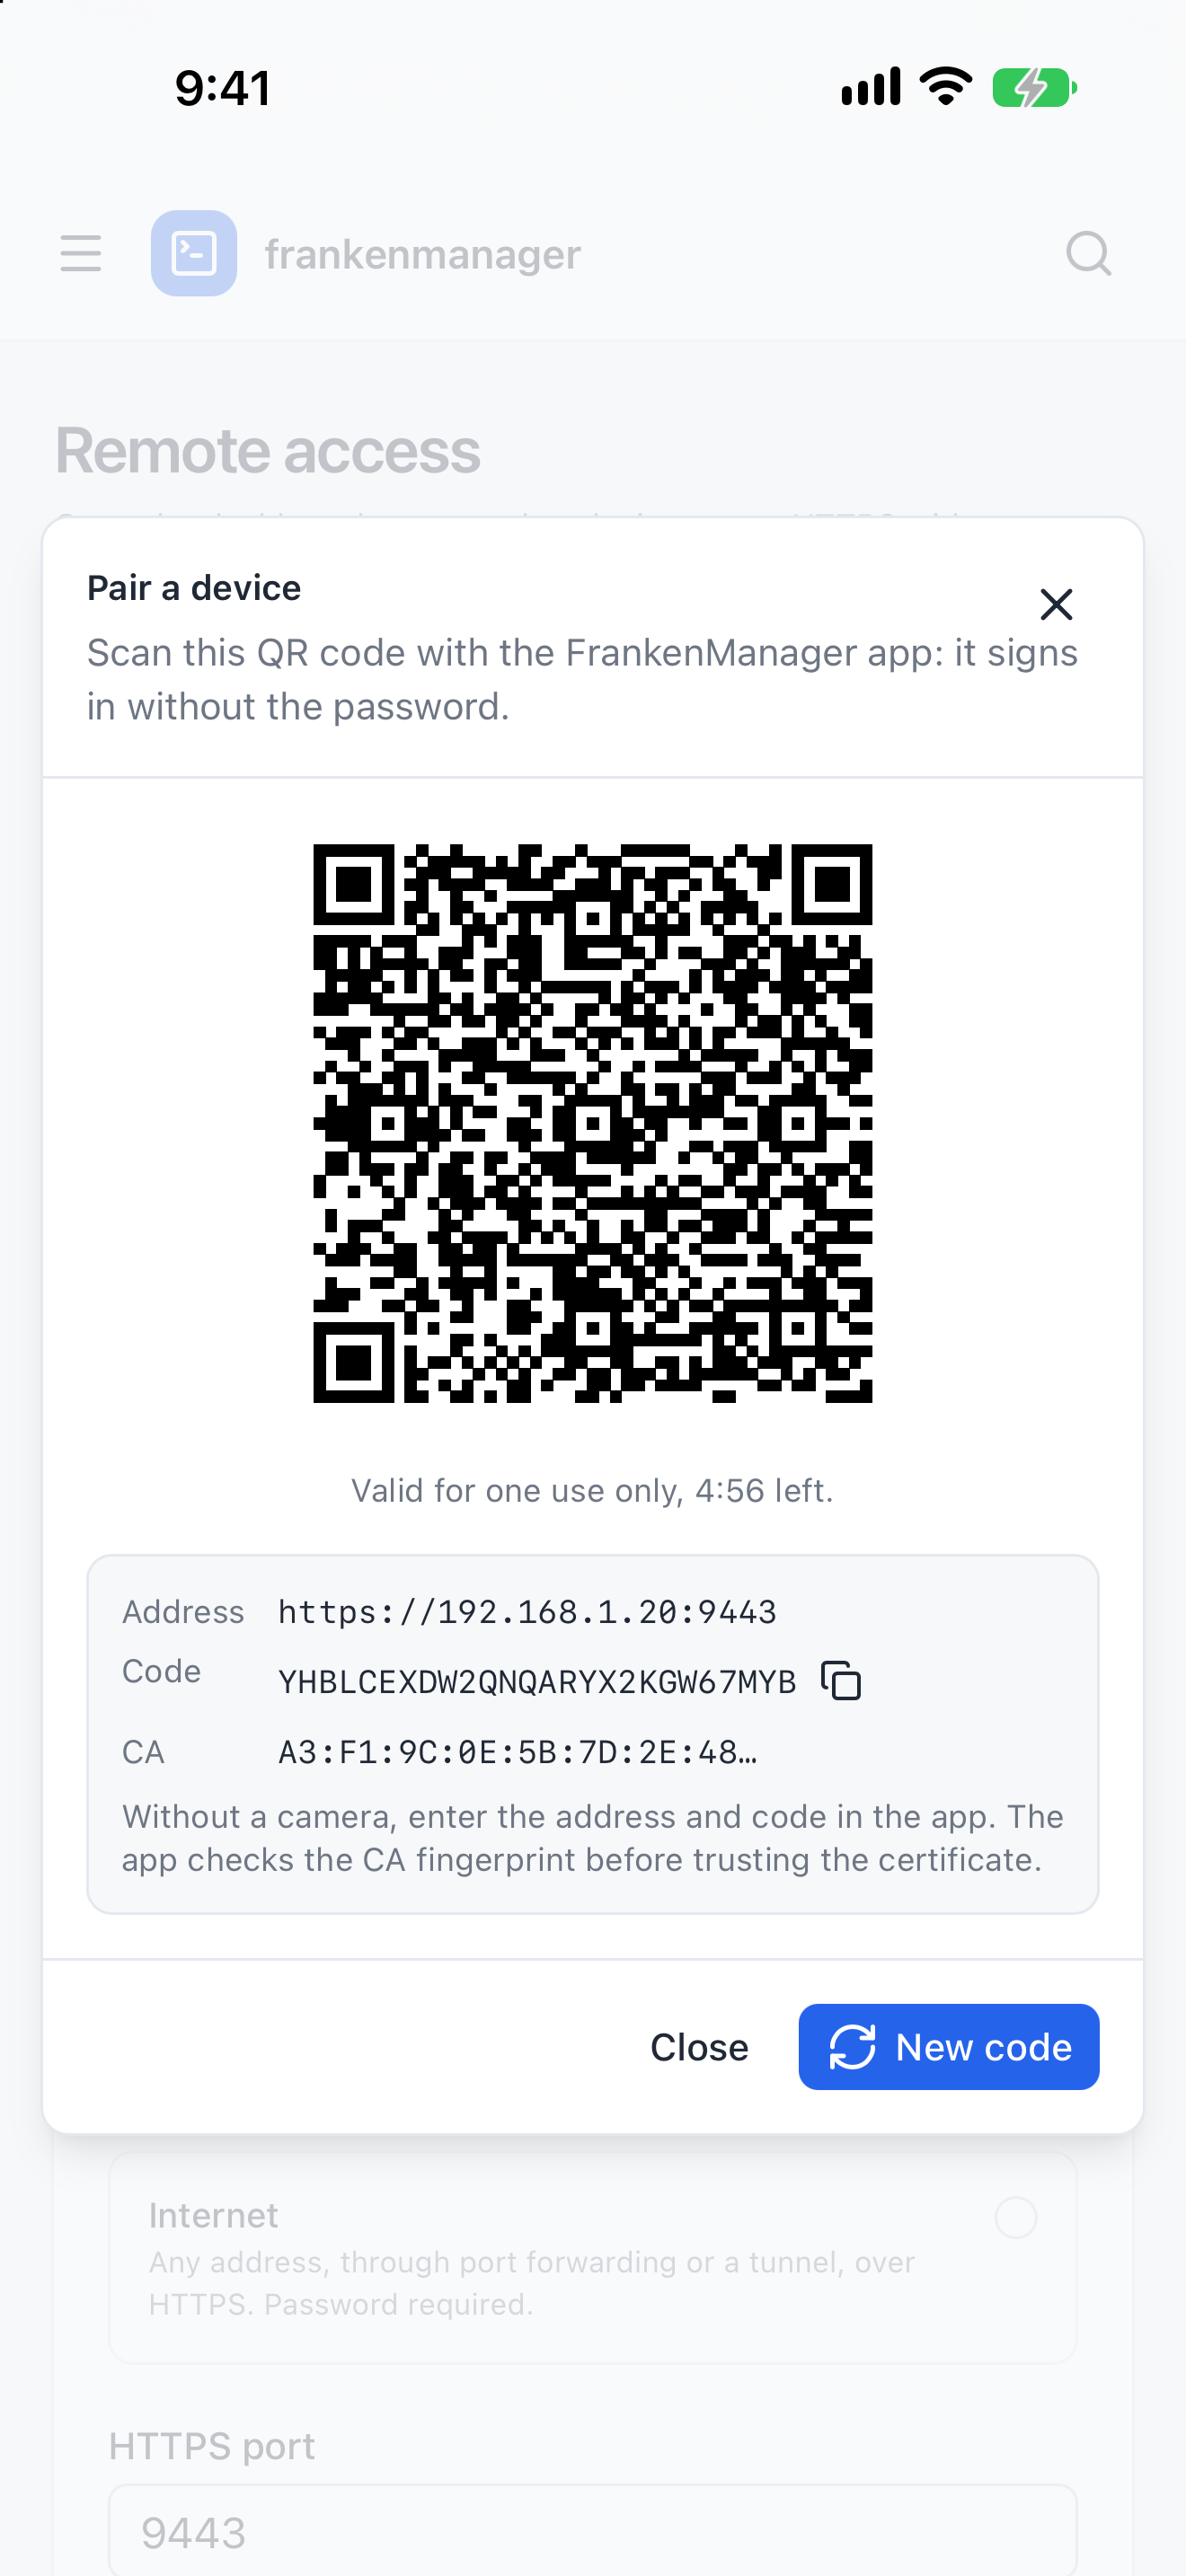 9:41
frankenmanager
Remote access
Pair a device
Scan this QR code with the FrankenManager app: it signs
in without the password.
Valid for one use only, 4:56 left.
Address https://192.168.1.20:9443
Code YHBLCEXDW2QNQARYX2KGW67MYB
CA A3:F1:9C:0E:5B:7D:2E:48…
Without a camera, enter the address and code in the app. The
app checks the CA fingerprint before trusting the certificate.
Close New code
Internet
Any address, through port forwarding or a tunnel, over
HTTPS. Password required.
HTTPS port
9443